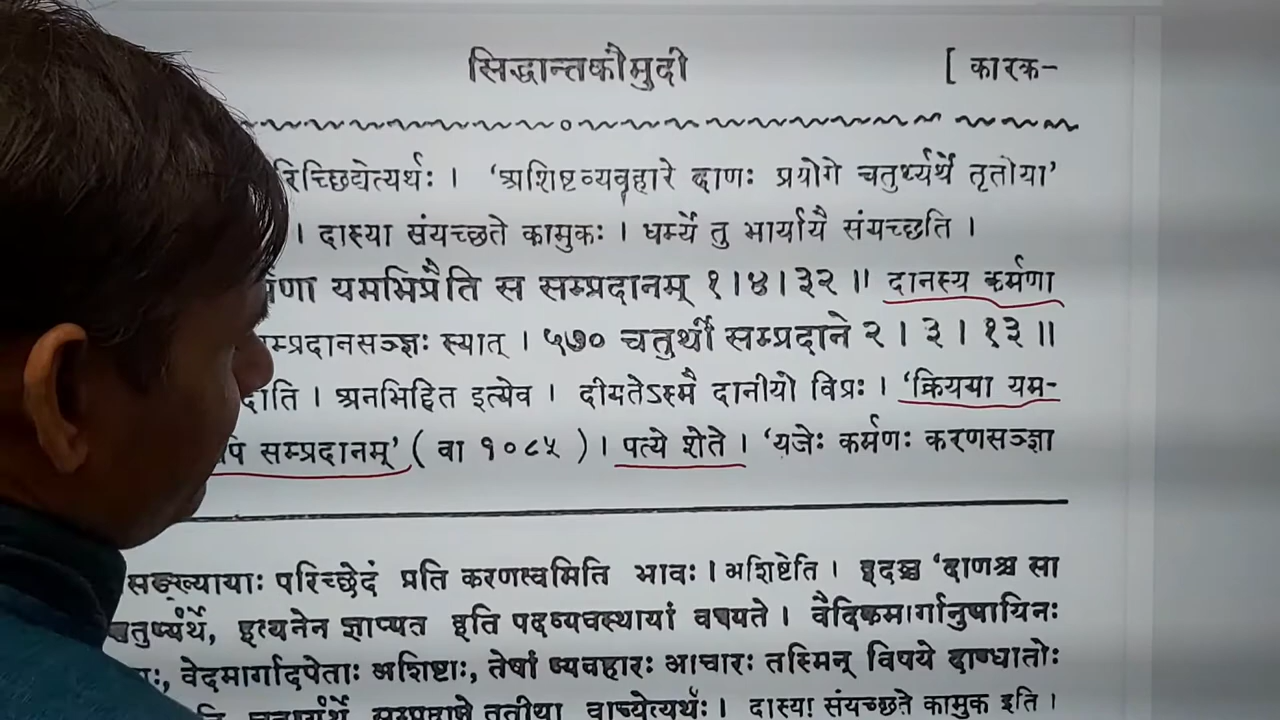 सिद्धान्तकौमुदी [ कारक-
रिच्छिद्येत्यर्थः । 'अशिष्टव्यवहारे दाणः प्रयोगे चतुर्थ्यर्थे तृतीया'
। दास्या संयच्छते कामुकः । धर्म्ये तु भार्यायै संयच्छति ।
र्मणा यमभिप्रैति स सम्प्रदानम् १।४।३२ ॥ दानस्य कर्मणा
म्प्रदानसञ्ज्ञः स्यात् । ५७० चतुर्थी सम्प्रदाने २ । ३ । १३ ॥
दाति । अनभिहित इत्येव । दीयतेऽस्मै दानीयो विप्रः । 'क्रियया यम-
पि सम्प्रदानम्' ( वा १०८५ ) । पत्ये शेते । 'यजेः कर्मणः करणसञ्ज्ञा
सङ्ख्यायाः परिच्छेदं प्रति करणत्वमिति भावः । अशिष्टेति । इदञ्च 'दाणश्च सा
चतुर्थ्यर्थे, इत्यनेन ज्ञाप्यत इति पदव्यवस्थायां वक्ष्यते । वैदिकमार्गानुयायिनः
वेदमार्गादपेताः अशिष्टाः, तेषां व्यवहारः आचारः तस्मिन् विषये दाण्धातोः
सम्प्रदाने तृतीया वाच्येत्यर्थः । दास्या संयच्छते कामुक इति ।